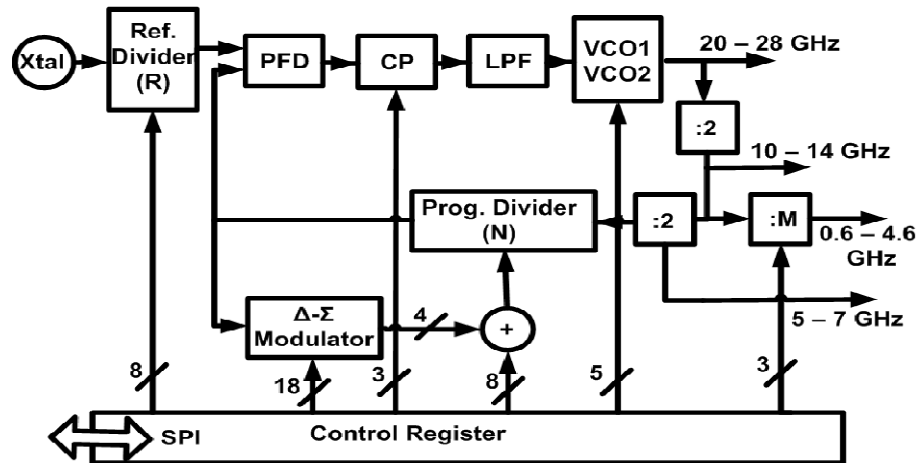 Xtal
Ref.
Divider
(R)
PFD
CP
LPF
VCO1
VCO2
20 – 28 GHz
:2
10 – 14 GHz
Prog. Divider
(N)
:2
:M
0.6 – 4.6
GHz
5 – 7 GHz
Δ-Σ
Modulator
4
+
8
18
3
8
5
3
SPI
Control Register